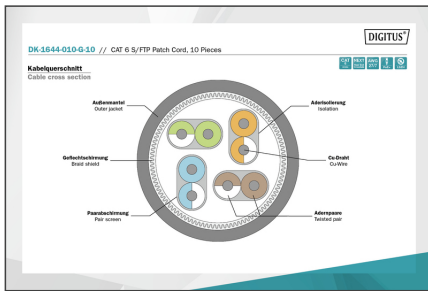 DIGITUS®
DK-1644-010-G-10 // CAT 6 S/FTP Patch Cord, 10 Pieces
Kabelquerschnitt
Cable cross section
Außenmantel
Outer jacket
Aderisolierung
Isolation
Geflechtschirmung
Braid shield
Cu-Draht
Cu-Wire
Paarabschirmung
Pair screen
Adernpaare
Twisted pair